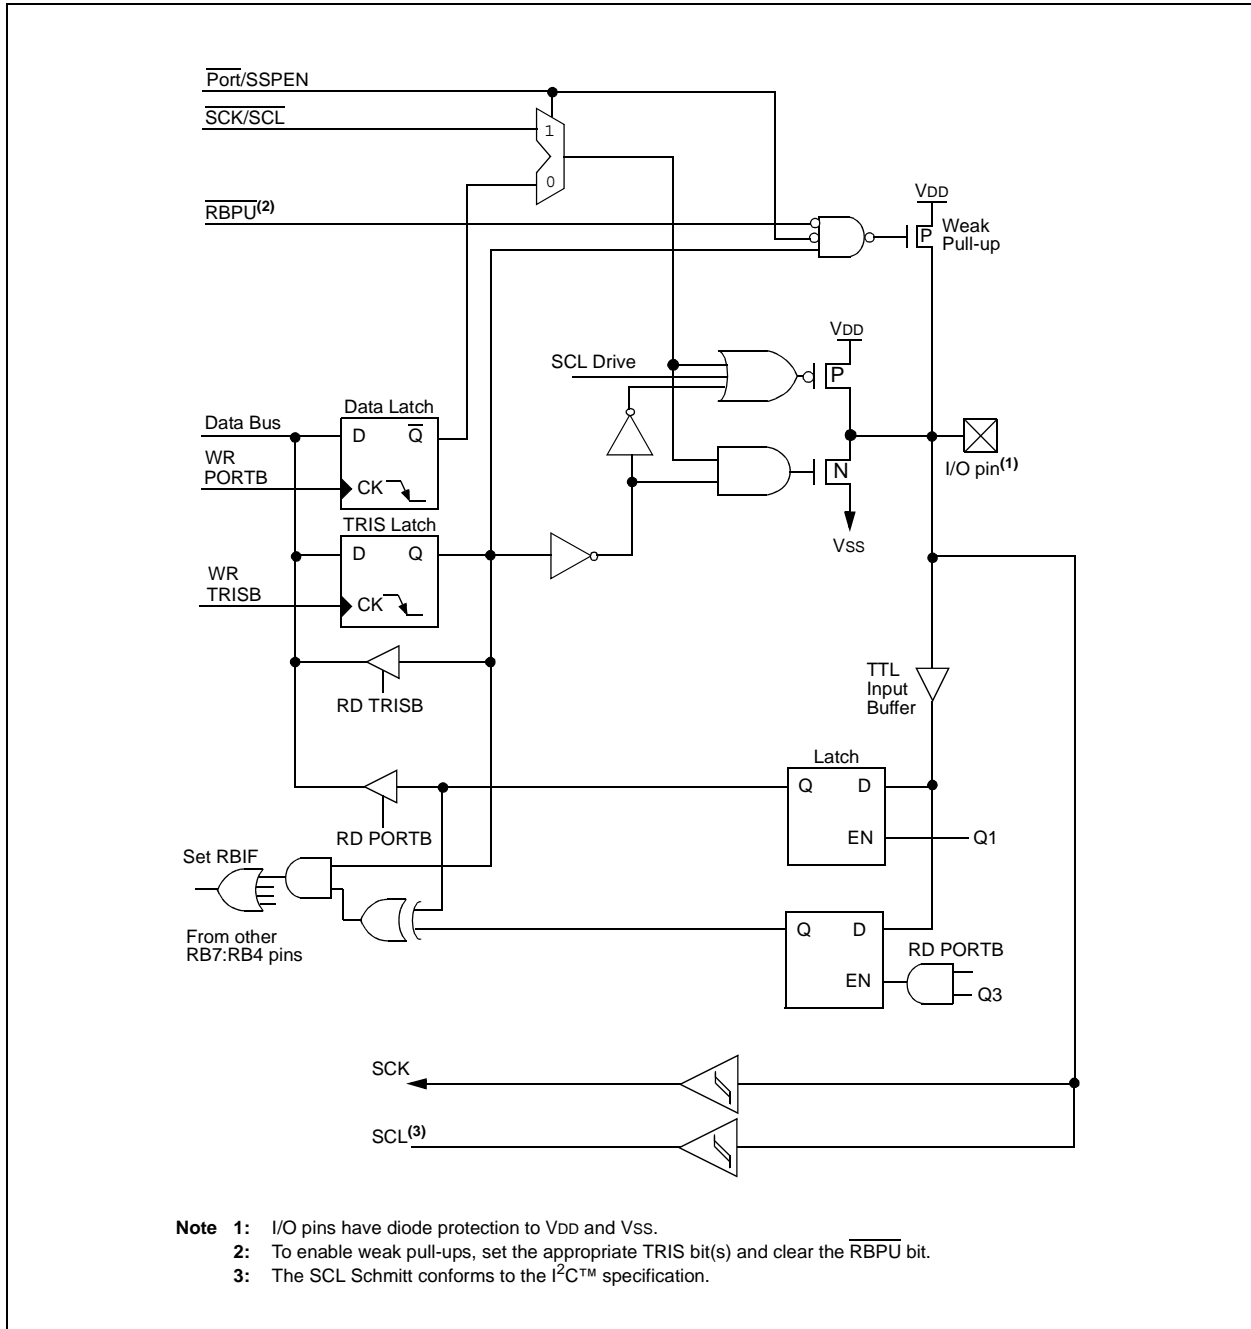 Port/SSPEN
SCK/SCL
1
0
RBPU(2)
VDD
P
Weak
Pull-up
VDD
SCL Drive
P
Data Latch
Data Bus
D
Q
WR
PORTB
CK
N
I/O pin(1)
VSS
TRIS Latch
D
Q
WR
TRISB
CK
RD TRISB
TTL
Input
Buffer
Latch
Q
D
RD PORTB
EN
Q1
Set RBIF
From other
RB7:RB4 pins
Q
D
RD PORTB
EN
Q3
SCK
SCL(3)
Note 1: I/O pins have diode protection to VDD and VSS.
2: To enable weak pull-ups, set the appropriate TRIS bit(s) and clear the RBPU bit.
3: The SCL Schmitt conforms to the I2C™ specification.